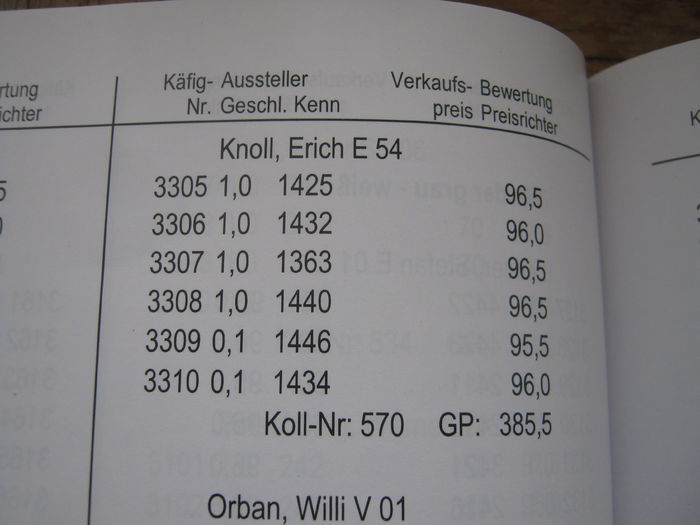 rtung
ichter
Käfig- Aussteller Verkaufs- Bewertung
Nr. Geschl. Kenn preis Preisrichter
Knoll, Erich E 54
3305 1,0 1425 96,5
3306 1,0 1432 96,0
3307 1,0 1363 96,5
3308 1,0 1440 96,5
3309 0,1 1446 95,5
3310 0,1 1434 96,0
Koll-Nr: 570 GP: 385,5
Orban, Willi V 01